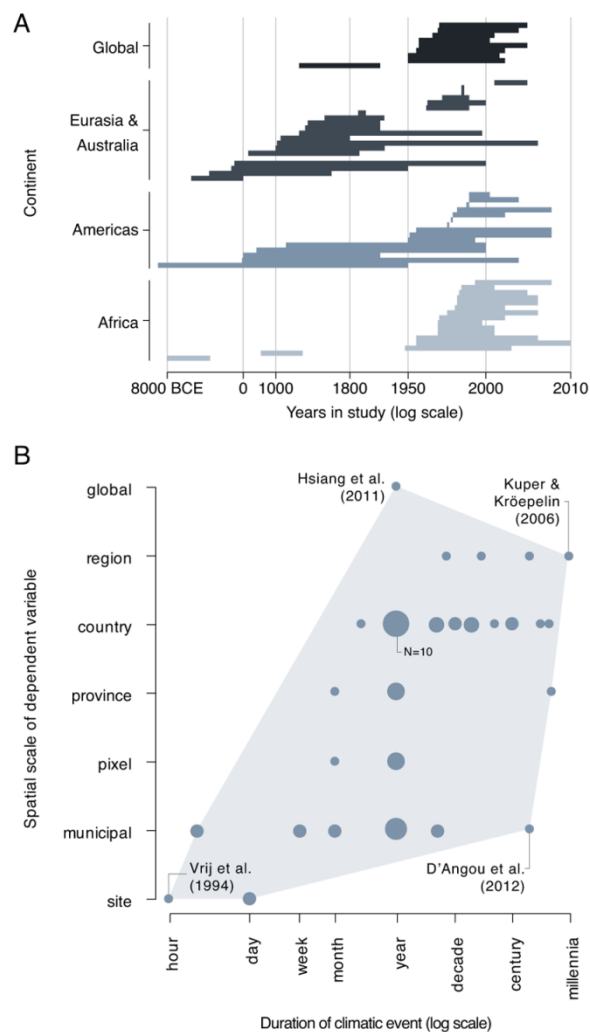 A
Global
Eurasia &
Australia
Americas
Africa
Continent
8000 BCE 0 1000 1800 1950 2000 2010
Years in study (log scale)
B
Hsiang et al.
(2011)
Kuper &
Kröepelin
(2006)
global
region
country
N=10
province
pixel
municipal
Vrij et al.
(1994)
D'Angou et al.
(2012)
site
Spatial scale of dependent variable
hour day week month year decade century millennia
Duration of climatic event (log scale)